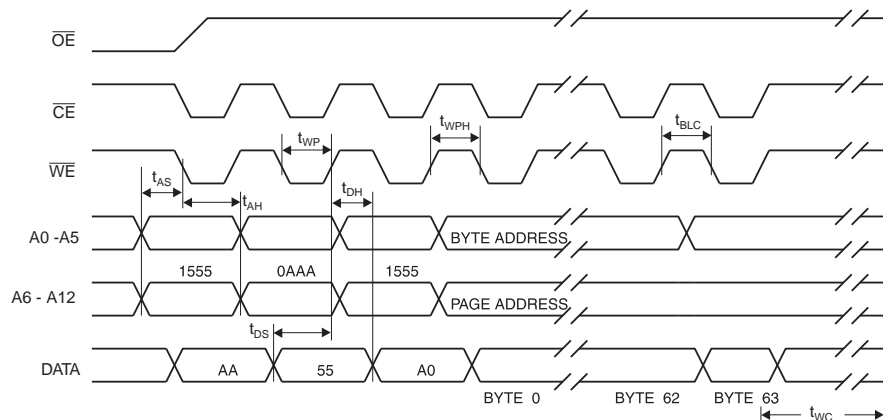 OE
CE
tWP
tWPH
tBLC
WE
tAS
tAH
tDH
A0 -A5
BYTE ADDRESS
1555 0AAA 1555
A6 - A12
PAGE ADDRESS
tDS
DATA
AA 55 A0
BYTE 0 BYTE 62 BYTE 63
tWC